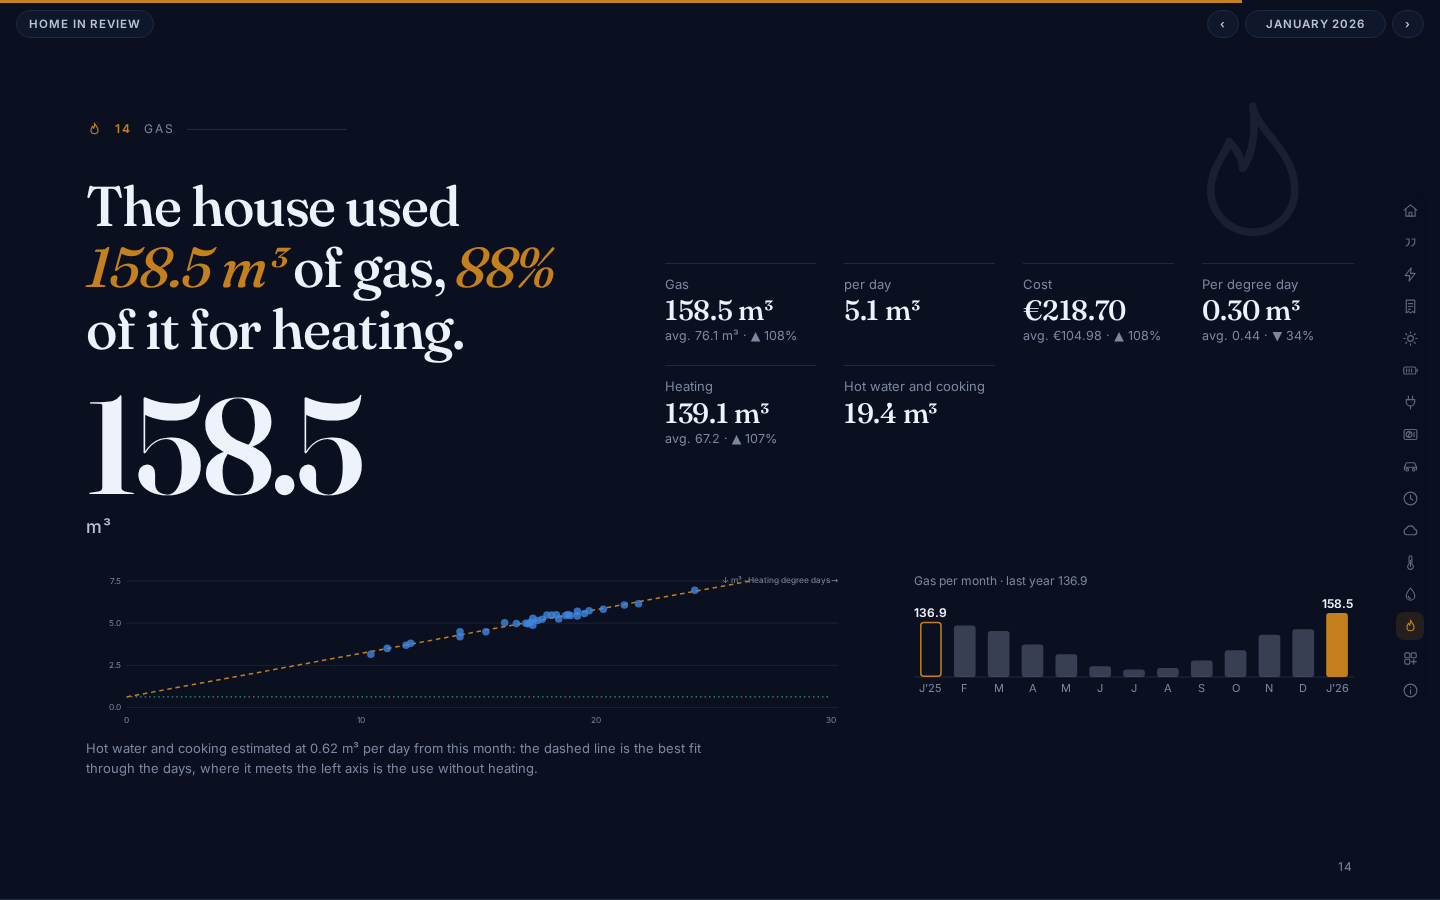 HOME IN REVIEW
‹
JANUARY 2026
›
14 GAS
The house used
158.5 m³ of gas, 88%
of it for heating.
158.5
m³
Gas
158.5 m³
avg. 76.1 m³ · ▲ 108%
per day
5.1 m³
Cost
€218.70
avg. €104.98 · ▲ 108%
Per degree day
0.30 m³
avg. 0.44 · ▼ 34%
Heating
139.1 m³
avg. 67.2 · ▲ 107%
Hot water and cooking
19.4 m³
7.5
5.0
2.5
0.0
0 10 20 30
↓ m³ · Heating degree days →
Hot water and cooking estimated at 0.62 m³ per day from this month: the dashed line is the best fit
through the days, where it meets the left axis is the use without heating.
Gas per month · last year 136.9
136.9
158.5
J'25 F M A M J J A S O N D J'26
14